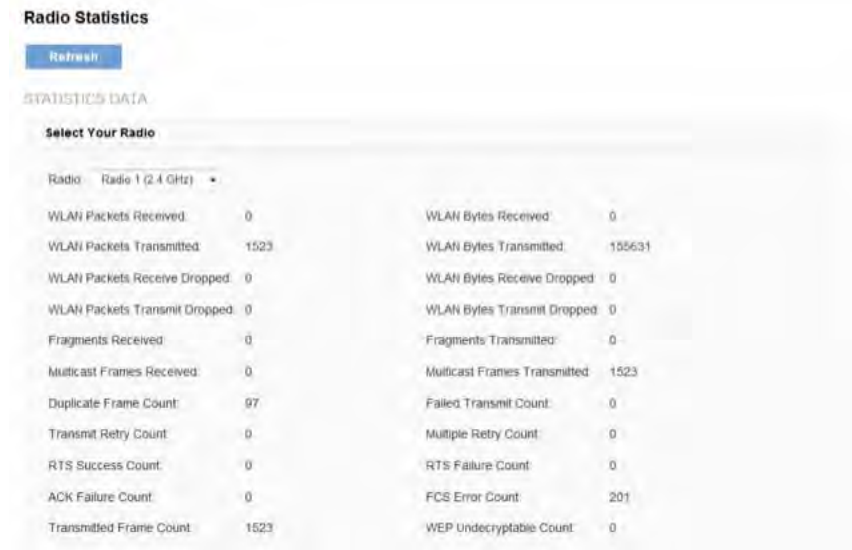 Radio Statistics
Refresh
STATISTICS DATA
Select Your Radio
Radio Radio 1 (2.4 GHz)
WLAN Packets Received 0 WLAN Bytes Received 0
WLAN Packets Transmitted 1523 WLAN Bytes Transmitted 155631
WLAN Packets Receive Dropped 0 WLAN Bytes Receive Dropped 0
WLAN Packets Transmit Dropped 0 WLAN Bytes Transmit Dropped 0
Fragments Received 0 Fragments Transmitted 0
Multicast Frames Received 0 Multicast Frames Transmitted 1523
Duplicate Frame Count 97 Failed Transmit Count 0
Transmit Retry Count 0 Multiple Retry Count 0
RTS Success Count 0 RTS Failure Count 0
ACK Failure Count 0 FCS Error Count 201
Transmitted Frame Count 1523 WEP Undecryptable Count 0